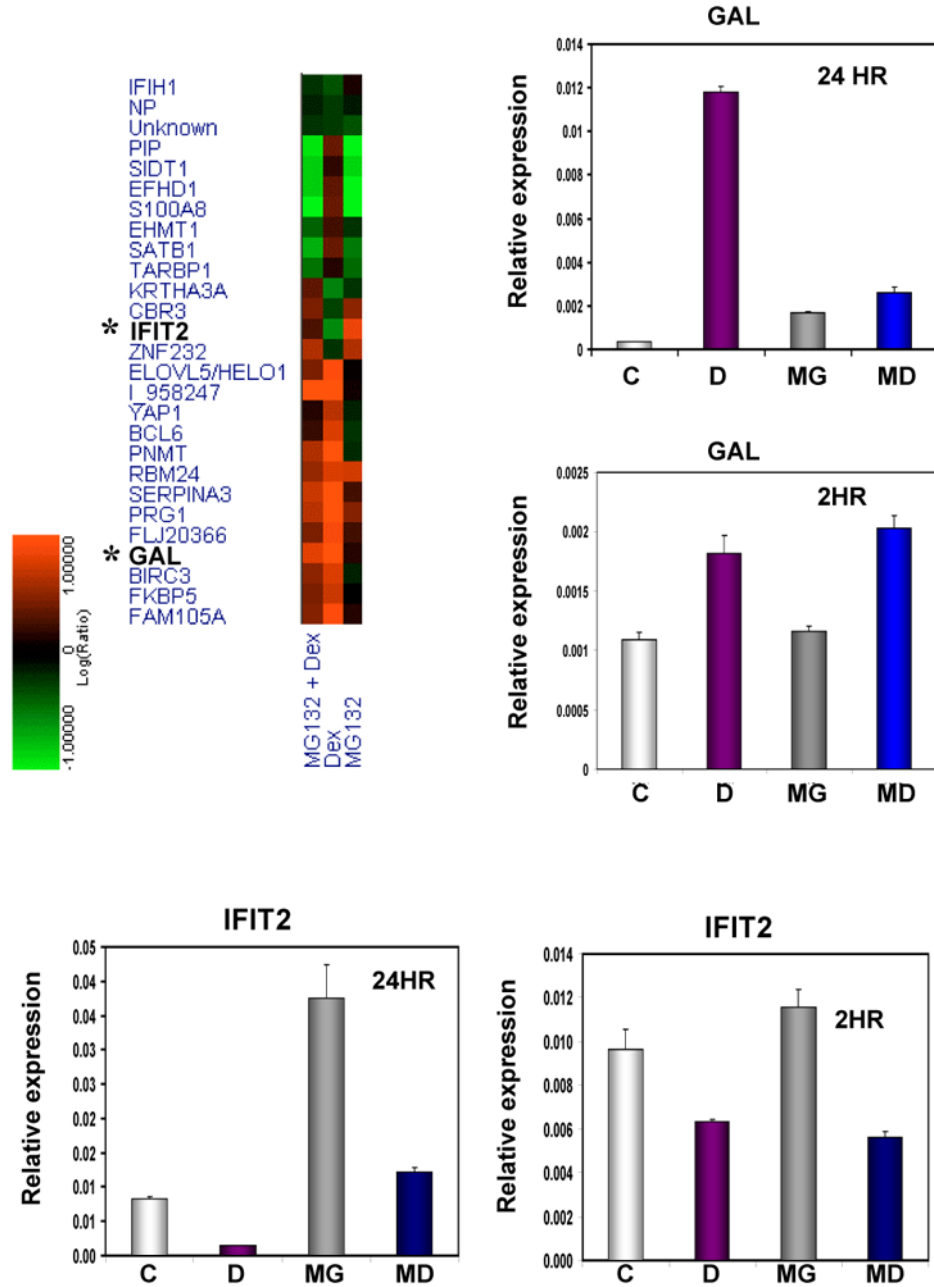 IFIH1
NP
Unknown
PIP
SIDT1
EFHD1
S100A8
EHMT1
SATB1
TARBP1
KRTHA3A
CBR3
* IFIT2
ZNF232
ELOVL5/HELO1
I_958247
YAP1
BCL6
PNMT
RBM24
SERPINA3
PRG1
FLJ20366
* GAL
BIRC3
FKBP5
FAM105A
1.00000
0
-1.00000
Log(Ratio)
MG132 + Dex
Dex
MG132
GAL
24 HR
Relative expression
0.014
0.012
0.01
0.008
0.006
0.004
0.002
0
C D MG MD
GAL
2HR
Relative expression
0.0025
0.002
0.0015
0.001
0.0005
0
C D MG MD
IFIT2
24HR
Relative expression
0.05
0.04
0.04
0.03
0.03
0.02
0.02
0.01
0.01
0.00
C D MG MD
IFIT2
2HR
Relative expression
0.014
0.012
0.010
0.008
0.006
0.004
0.002
0.000
C D MG MD